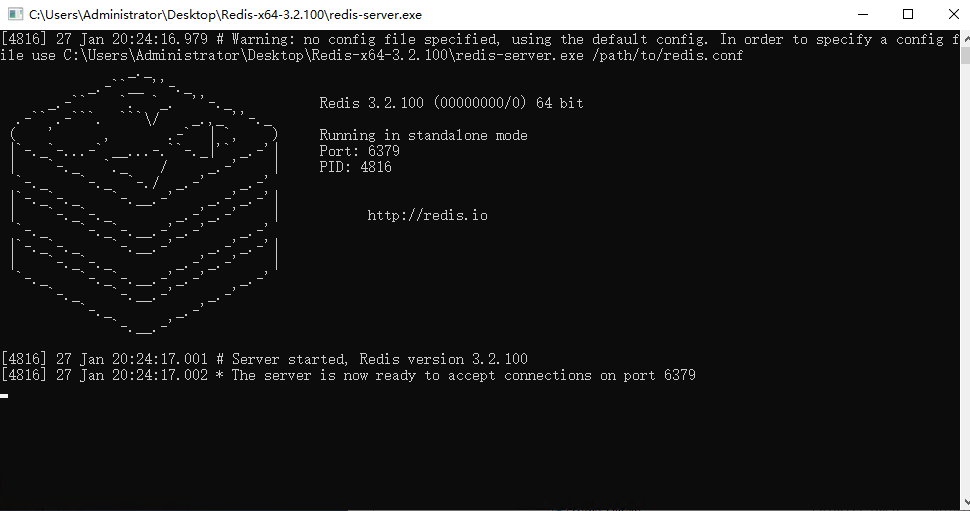 C:\Users\Administrator\Desktop\Redis-x64-3.2.100\redis-server.exe
[4816] 27 Jan 20:24:16.979 # Warning: no config file specified, using the default config. In order to specify a config f
ile use C:\Users\Administrator\Desktop\Redis-x64-3.2.100\redis-server.exe /path/to/redis.conf
Redis 3.2.100 (00000000/0) 64 bit
Running in standalone mode
Port: 6379
PID: 4816
http://redis.io
[4816] 27 Jan 20:24:17.001 # Server started, Redis version 3.2.100
[4816] 27 Jan 20:24:17.002 * The server is now ready to accept connections on port 6379